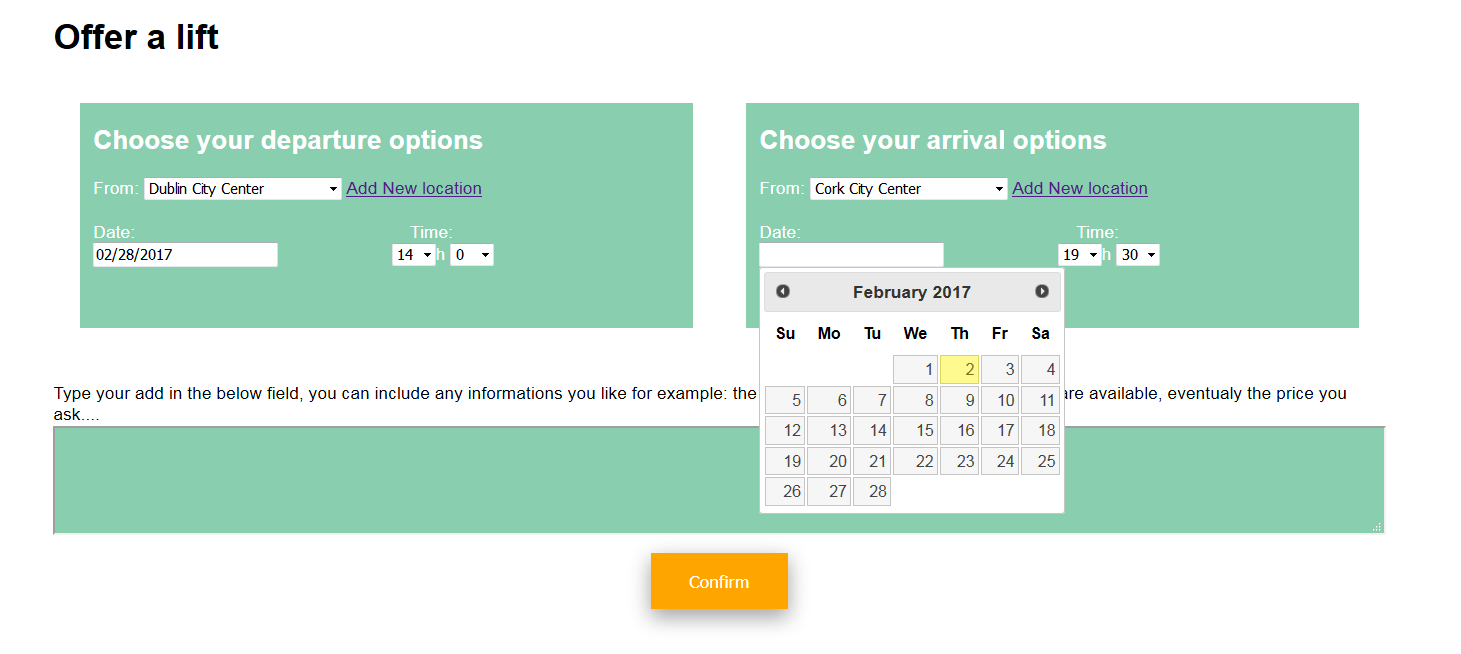 Offer a lift
Choose your departure options
From: Dublin City Center Add New location
Date: Time:
02/28/2017 14 h 0
Choose your arrival options
From: Cork City Center Add New location
Date: Time:
19 h 30
February 2017
Su Mo Tu We Th Fr Sa
1 2 3 4
5 6 7 8 9 10 11
12 13 14 15 16 17 18
19 20 21 22 23 24 25
26 27 28
Type your add in the below field, you can include any informations you like for example: the are available, eventualy the price you
ask....
Confirm